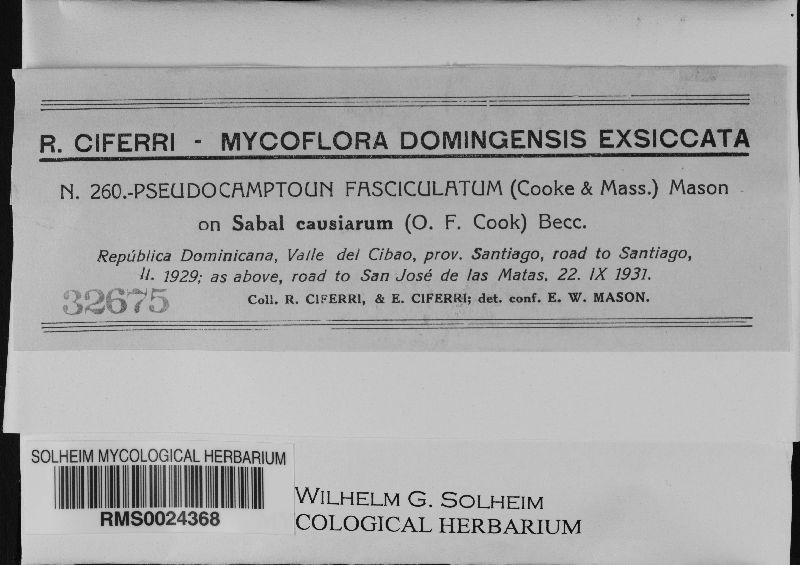 R. CIFERRI - MYCOFLORA DOMINGENSIS EXSICCATA
N. 260.-PSEUDOCAMPTOUN FASCICULATUM (Cooke & Mass.) Mason
on Sabal causiarum (O. F. Cook) Becc.
República Dominicana, Valle del Cibao, prov. Santiago, road to Santiago,
II. 1929; as above, road to San José de las Matas. 22. IX 1931.
32675
Coll. R. CIFERRI, & E. CIFERRI; det. conf. E. W. MASON.
SOLHEIM MYCOLOGICAL HERBARIUM
RMS0024368
WILHELM G. SOLHEIM
COLOGICAL HERBARIUM